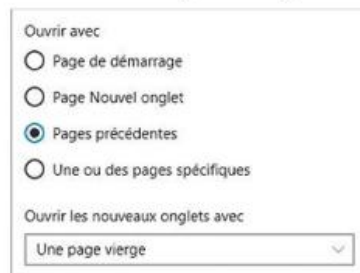 Ouvrir avec
Page de démarrage
Page Nouvel onglet
Pages précédentes
Une ou des pages spécifiques
Ouvrir les nouveaux onglets avec
Une page vierge